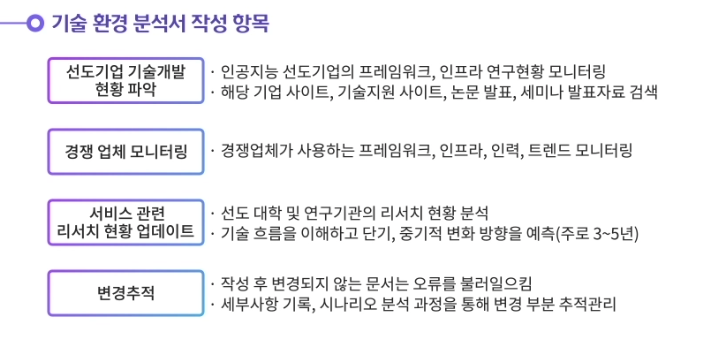 기술 환경 분석서 작성 항목
선도기업 기술개발
현황 파악
· 인공지능 선도기업의 프레임워크, 인프라 연구현황 모니터링
· 해당 기업 사이트, 기술지원 사이트, 논문 발표, 세미나 발표자료 검색
경쟁 업체 모니터링
· 경쟁업체가 사용하는 프레임워크, 인프라, 인력, 트렌드 모니터링
서비스 관련
리서치 현황 업데이트
· 선도 대학 및 연구기관의 리서치 현황 분석
· 기술 흐름을 이해하고 단기, 중기적 변화 방향을 예측(주로 3~5년)
변경추적
· 작성 후 변경되지 않는 문서는 오류를 불러일으킴
· 세부사항 기록, 시나리오 분석 과정을 통해 변경 부분 추적관리